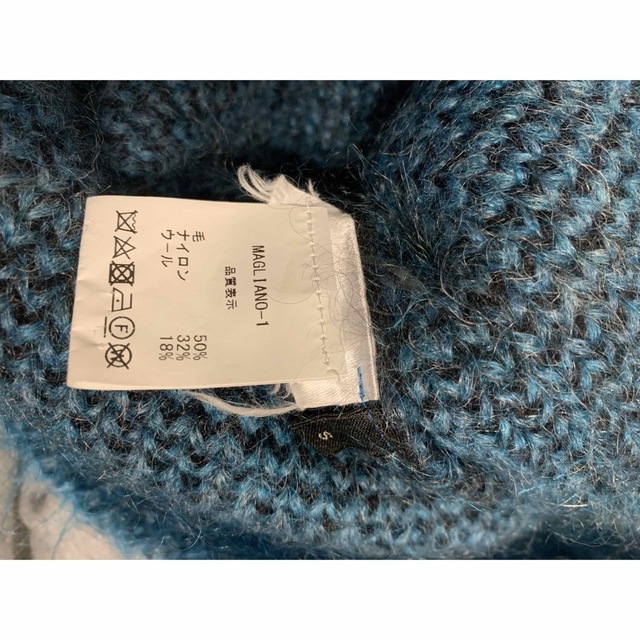 MAGLIANO-1
品質表示
毛 50%
ナイロン 32%
ウール 18%
F
S